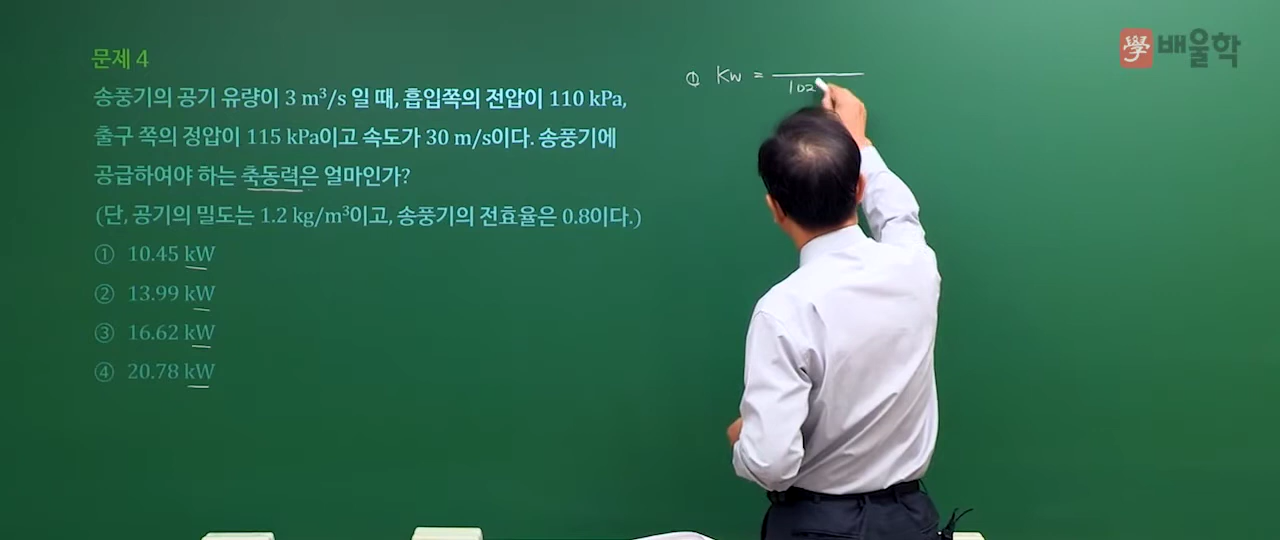 문제 4
송풍기의 공기 유량이 3 m³/s 일 때, 흡입쪽의 전압이 110 kPa,
출구 쪽의 정압이 115 kPa이고 속도가 30 m/s이다. 송풍기에
공급하여야 하는 축동력은 얼마인가?
(단, 공기의 밀도는 1.2 kg/m³이고, 송풍기의 전효율은 0.8이다.)
① 10.45 kW
② 13.99 kW
③ 16.62 kW
④ 20.78 kW
① Kw =
102
學 배울학